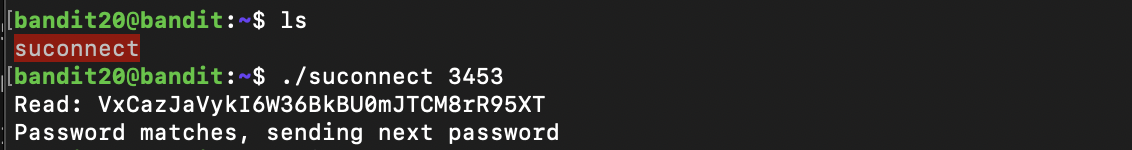 [bandit20@bandit:~$ ls
suconnect
[bandit20@bandit:~$ ./suconnect 3453
Read: VxCazJaVykI6W36BkBU0mJTCM8rR95XT
Password matches, sending next password